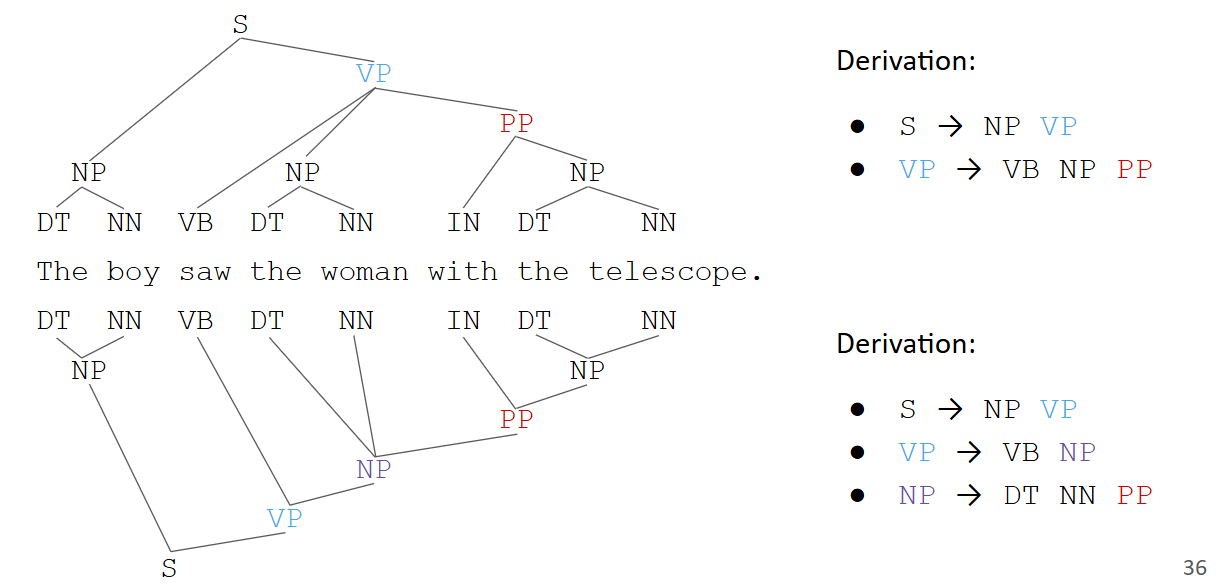 S
VP
PP
NP NP NP
DT NN VB DT NN IN DT NN
The boy saw the woman with the telescope.
DT NN VB DT NN IN DT NN
NP NP
PP
NP
VP
S
Derivation:
● S → NP VP
● VP → VB NP PP
Derivation:
● S → NP VP
● VP → VB NP
● NP → DT NN PP
36